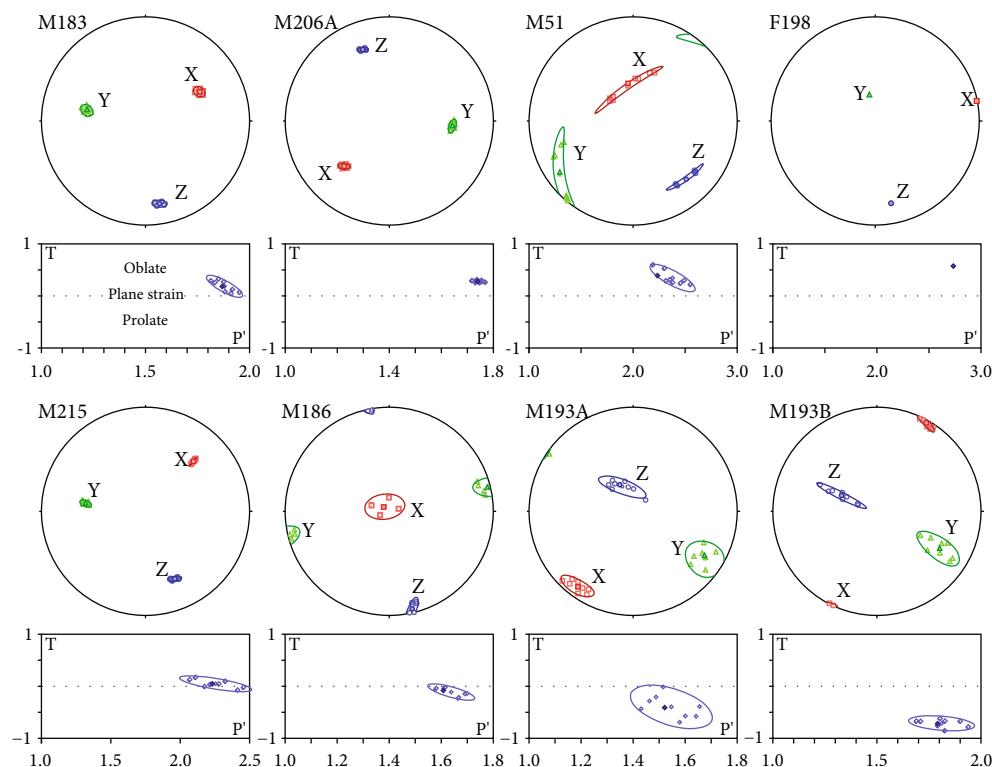 M183 M206A M51 F198
X Y Z
Z Y X
X Y Z
Y X Z
1 T Oblate Plane strain Prolate P' -1
1 T P' -1
1 T P' -1
1 T P' -1
1.0 1.5 2.0 1.0 1.2 1.4 1.6 1.8 1.0 2.0 3.0 1.0 2.0 3.0
M215 M186 M193A M193B
X Y Z
X Y Z
Z Y X
Z Y X
1 T P' −1
1 T P' −1
1 T P' −1
1 T P' −1
1.0 1.5 2.0 2.5 1.0 1.2 1.4 1.6 1.8 1.0 1.2 1.4 1.6 1.8 1.0 1.5 2.0